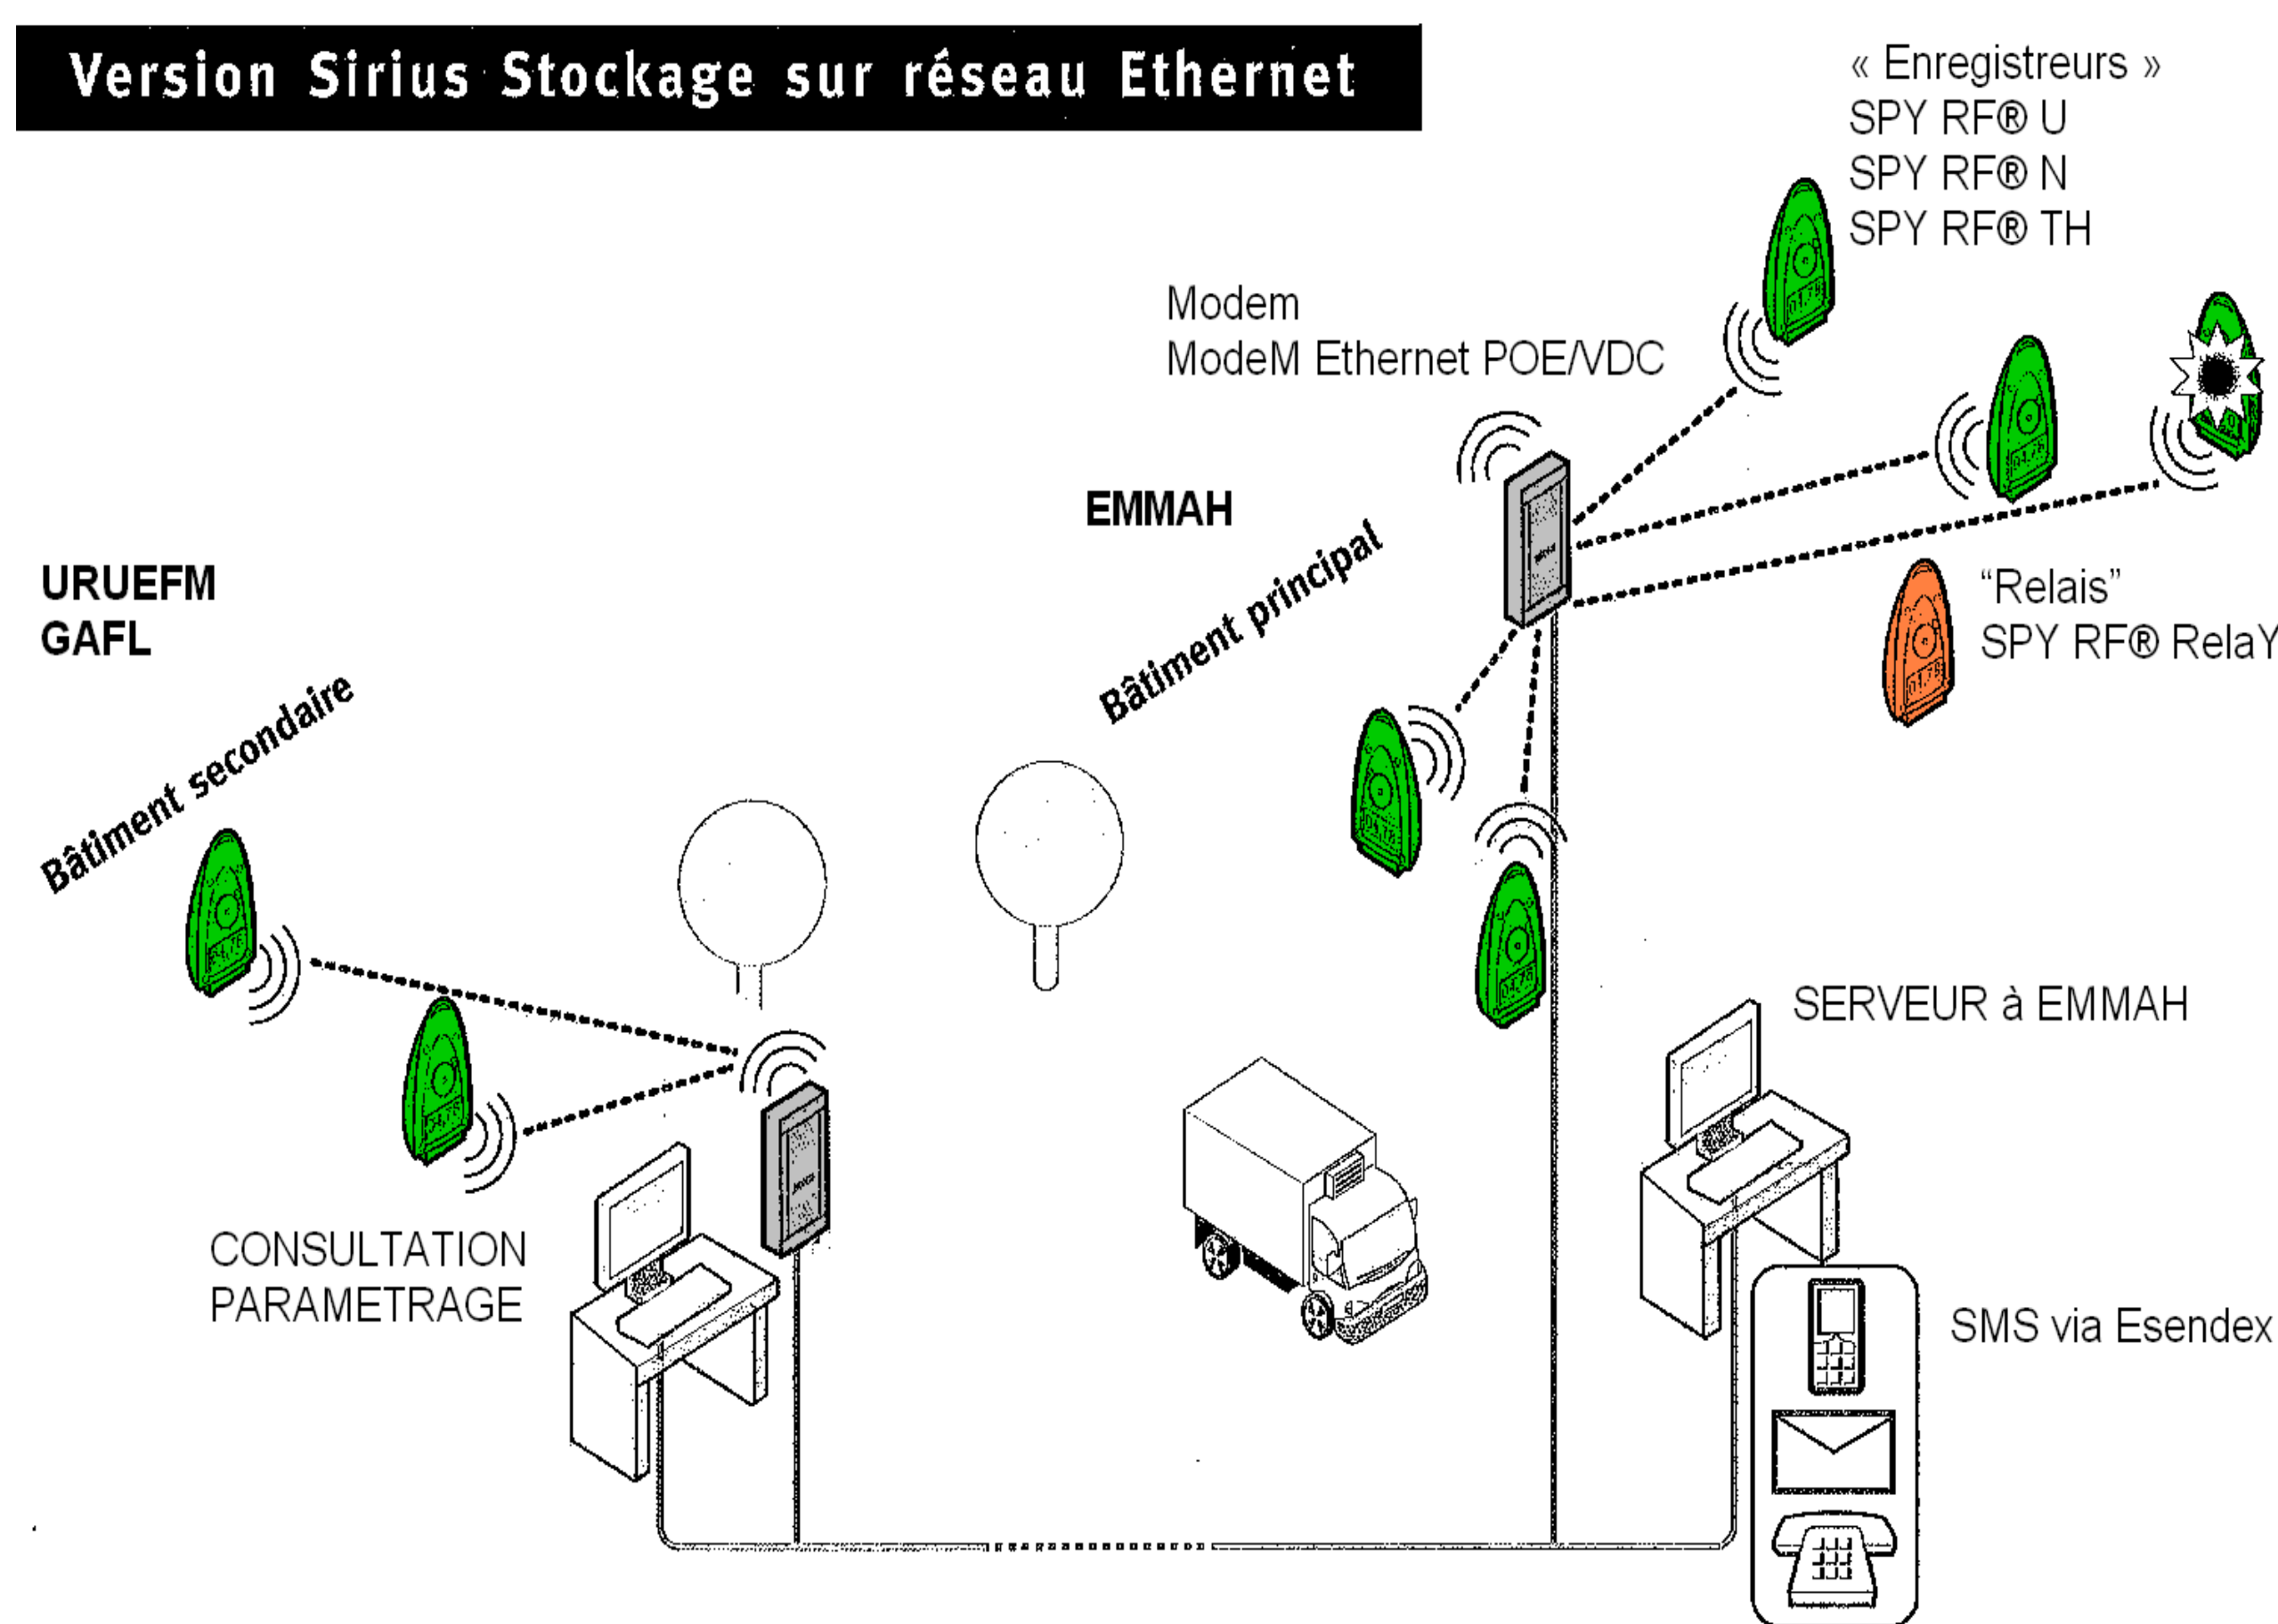 Version Sirius Stockage sur réseau Ethernet
« Enregistreurs »
SPY RF® U
SPY RF® N
SPY RF® TH
Modem
ModeM Ethernet POE/VDC
EMMAH
Bâtiment principal
“Relais”
SPY RF® RelaY
URUEFM
GAFL
Bâtiment secondaire
SERVEUR à EMMAH
CONSULTATION
PARAMETRAGE
SMS via Esendex